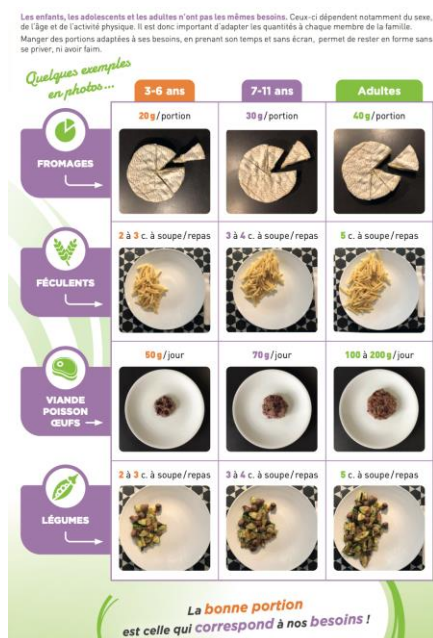 Les enfants, les adolescents et les adultes n'ont pas les mêmes besoins. Ceux-ci dépendent notamment du sexe,
de l'âge et de l'activité physique. Il est donc important d'adapter les quantités à chaque membre de la famille.
Manger des portions adaptées à ses besoins, en prenant son temps et sans écran, permet de rester en forme sans
se priver, ni avoir faim.
Quelques exemples
en photos...
3-6 ans
7-11 ans
Adultes
FROMAGES
20 g/portion
30 g/portion
40 g/portion
FÉCULENTS
2 à 3 c. à soupe/repas
3 à 4 c. à soupe/repas
5 c. à soupe/repas
VIANDE
POISSON
ŒUFS
50 g/jour
70 g/jour
100 à 200 g/jour
LÉGUMES
2 à 3 c. à soupe/repas
3 à 4 c. à soupe/repas
5 c. à soupe/repas
La bonne portion
est celle qui correspond à nos besoins !